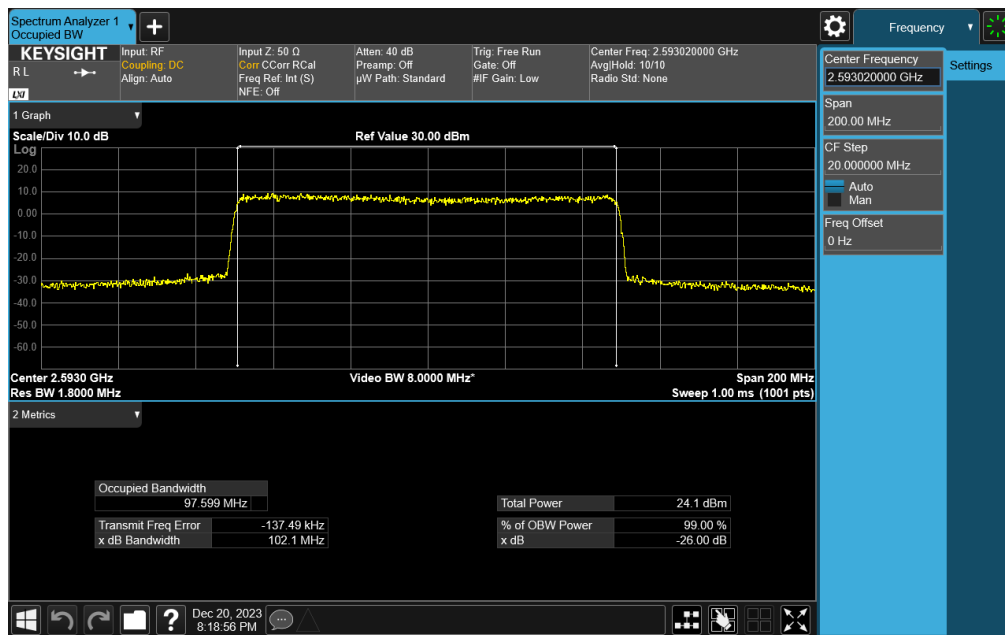 Spectrum Analyzer 1
Occupied BW
Frequency
KEYSIGHT
R L
LXI
Input: RF
Coupling: DC
Align: Auto
Input Z: 50 Ω
Corr CCorr RCal
Freq Ref: Int (S)
NFE: Off
Atten: 40 dB
Preamp: Off
µW Path: Standard
Trig: Free Run
Gate: Off
#IF Gain: Low
Center Freq: 2.593020000 GHz
Avg|Hold: 10/10
Radio Std: None
Center Frequency
2.593020000 GHz
Settings
Span
200.00 MHz
CF Step
20.000000 MHz
Auto
Man
Freq Offset
0 Hz
1 Graph
Scale/Div 10.0 dB
Ref Value 30.00 dBm
Log
20.0
10.0
0.00
-10.0
-20.0
-30.0
-40.0
-50.0
-60.0
Center 2.5930 GHz
Video BW 8.0000 MHz*
Span 200 MHz
Res BW 1.8000 MHz
Sweep 1.00 ms (1001 pts)
2 Metrics
Occupied Bandwidth
97.599 MHz
Total Power 24.1 dBm
Transmit Freq Error -137.49 kHz
% of OBW Power 99.00 %
x dB Bandwidth 102.1 MHz
x dB -26.00 dB
?
Dec 20, 2023
8:18:56 PM